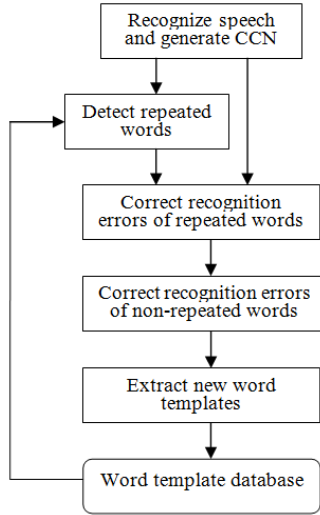 Recognize speech
and generate CCN
Detect repeated
words
Correct recognition
errors of repeated words
Correct recognition errors
of non-repeated words
Extract new word
templates
Word template database